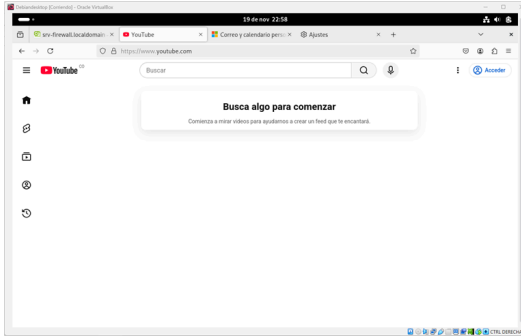 Debiandesktop [Corriendo] - Oracle VirtualBox
19 de nov 22:58
srv-firewall.localdomain
YouTube
Correo y calendario perso
Ajustes
https://www.youtube.com
YouTube CO
Buscar
Acceder
Busca algo para comenzar
Comienza a mirar videos para ayudarnos a crear un feed que te encantará.
CTRL DERECHA